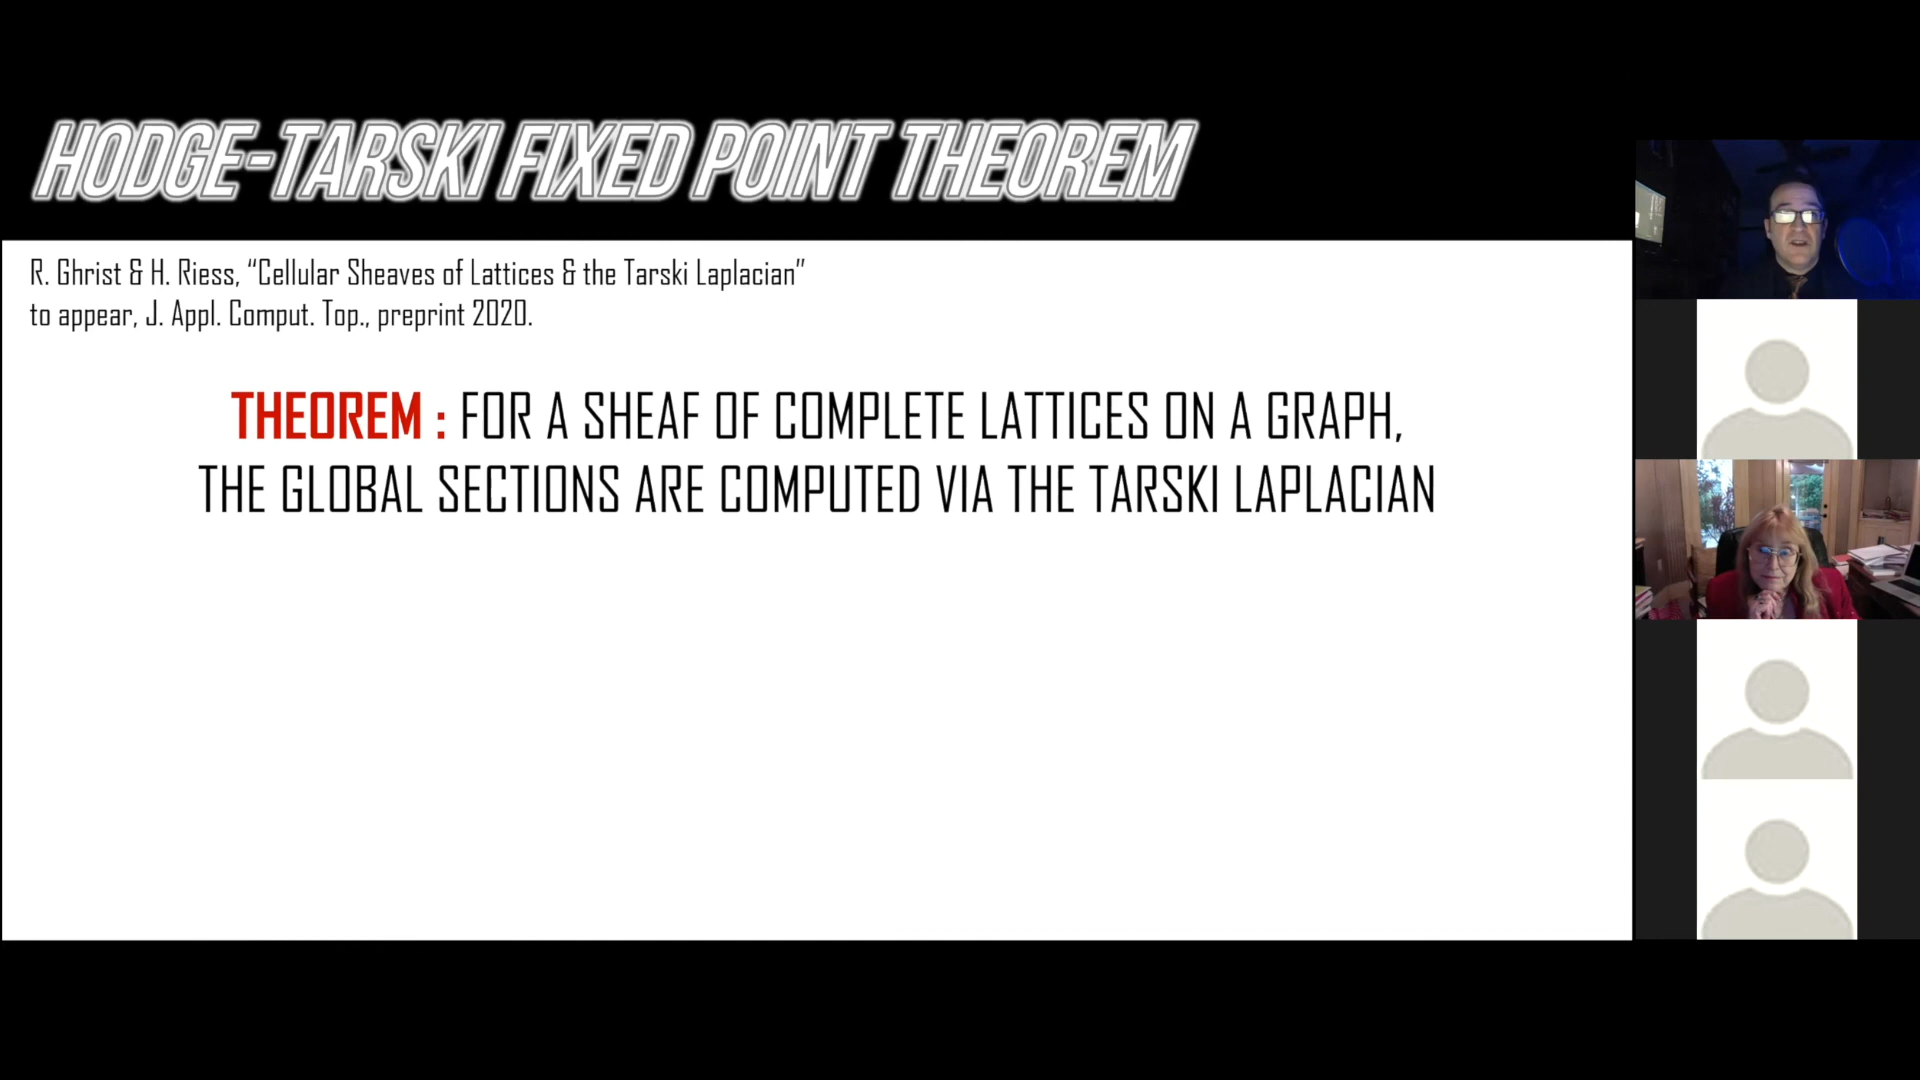 HODGE-TARSKI FIXED POINT THEOREM
R. Ghrist & H. Riess, “Cellular Sheaves of Lattices & the Tarski Laplacian”
to appear, J. Appl. Comput. Top., preprint 2020.
THEOREM : FOR A SHEAF OF COMPLETE LATTICES ON A GRAPH,
THE GLOBAL SECTIONS ARE COMPUTED VIA THE TARSKI LAPLACIAN